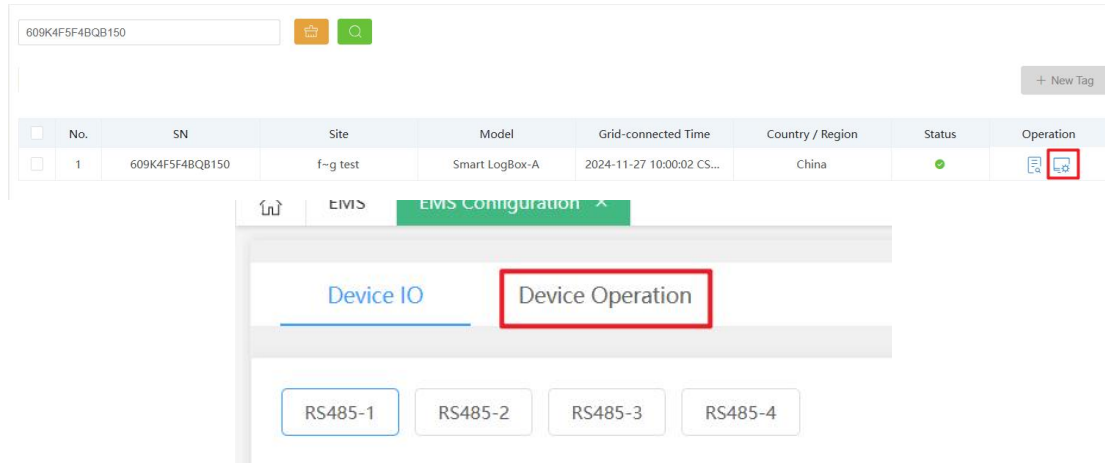 609K4F5F4BQB150
+ New Tag
No. SN Site Model Grid-connected Time Country / Region Status Operation
1 609K4F5F4BQB150 f~g test Smart LogBox-A 2024-11-27 10:00:02 CS... China
EMS EMS Configuration ×
Device IO Device Operation
RS485-1 RS485-2 RS485-3 RS485-4